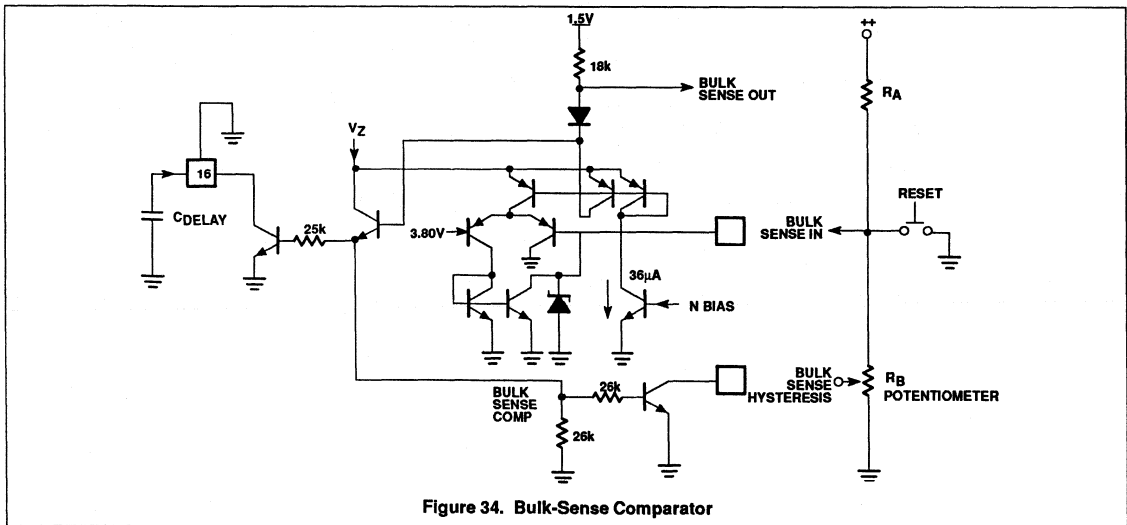 1.5V
18k
BULK
SENSE OUT
++
RA
VZ
16
CDELAY
25k
3.80V
BULK
SENSE IN
RESET
36µA
N BIAS
BULK
SENSE
COMP
26k
26k
BULK
SENSE
HYSTERESIS
RB
POTENTIOMETER
Figure 34. Bulk-Sense Comparator